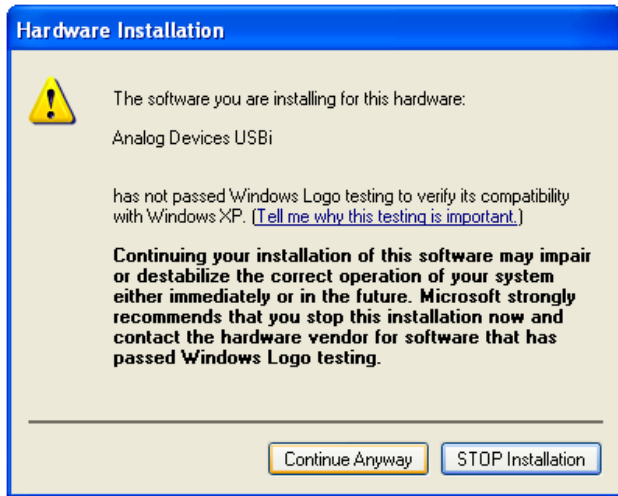 Hardware Installation
The software you are installing for this hardware:
Analog Devices USBi
has not passed Windows Logo testing to verify its compatibility
with Windows XP. (Tell me why this testing is important.)
Continuing your installation of this software may impair
or destabilize the correct operation of your system
either immediately or in the future. Microsoft strongly
recommends that you stop this installation now and
contact the hardware vendor for software that has
passed Windows Logo testing.
Continue Anyway
STOP Installation